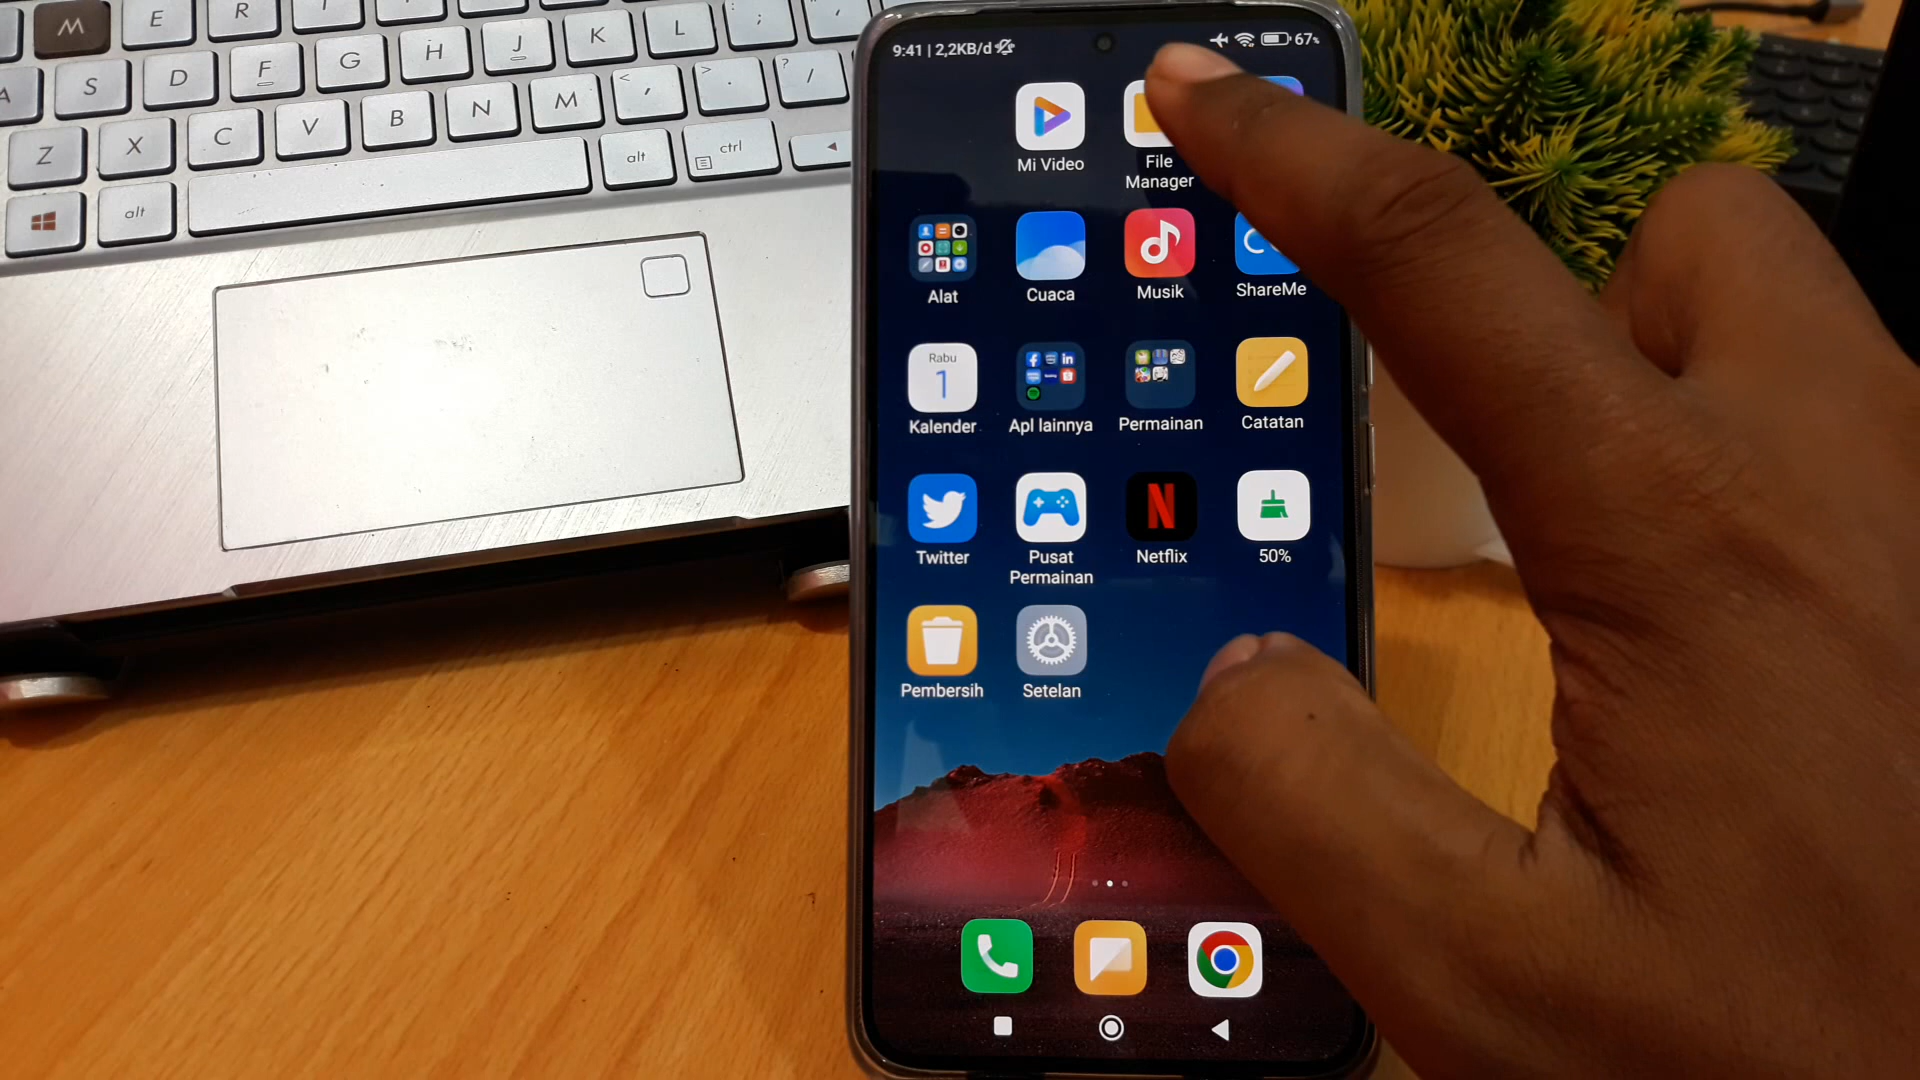 M E R
A S D F G H J K L ; :
Z X C V B N M < , > . ? /
alt alt ctrl
9:41 | 2,2KB/d 67%
Mi Video
File
Manager
Alat Cuaca Musik ShareMe
Rabu
1
Kalender Apl lainnya Permainan Catatan
N
Twitter Pusat
Permainan Netflix 50%
Pembersih Setelan